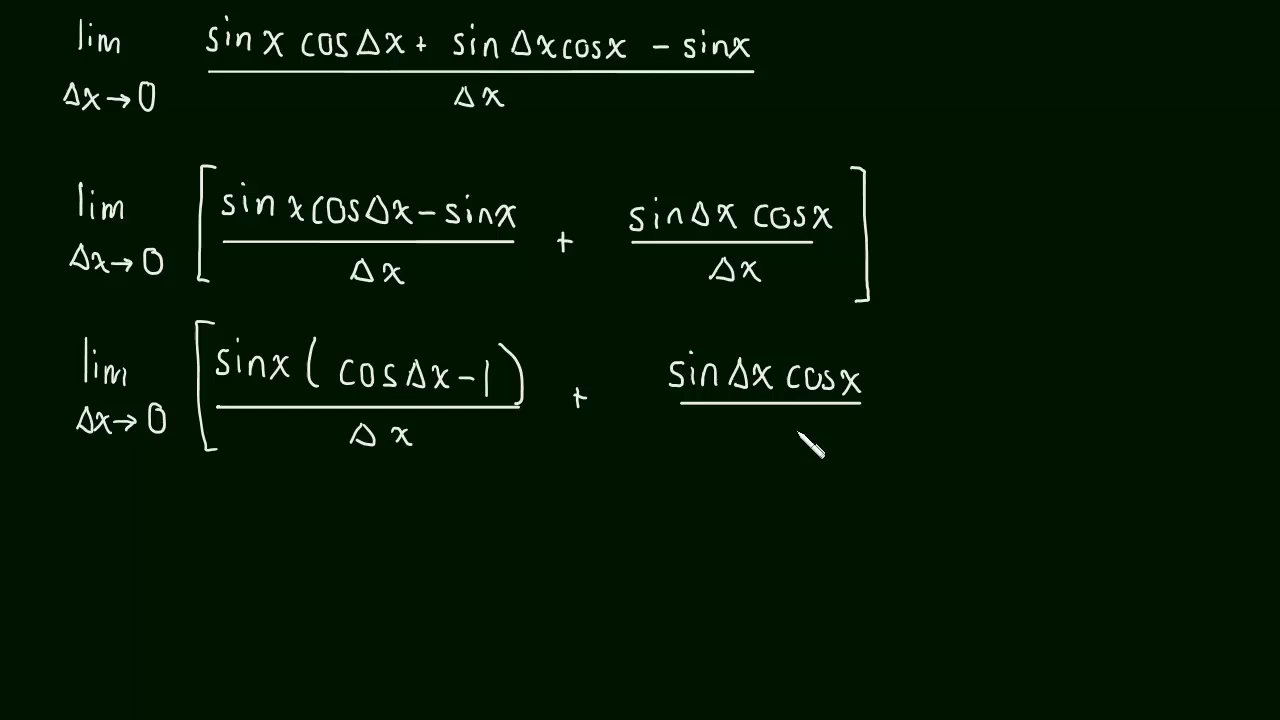 lim sin x cos Δx + sin Δx cos x − sin x
Δx→0 Δx
lim [ sin x cos Δx − sin x + sin Δx cos x ]
Δx→0 Δx Δx
lim [ sin x ( cos Δx − 1 ) + sin Δx cos x
Δx→0 Δx